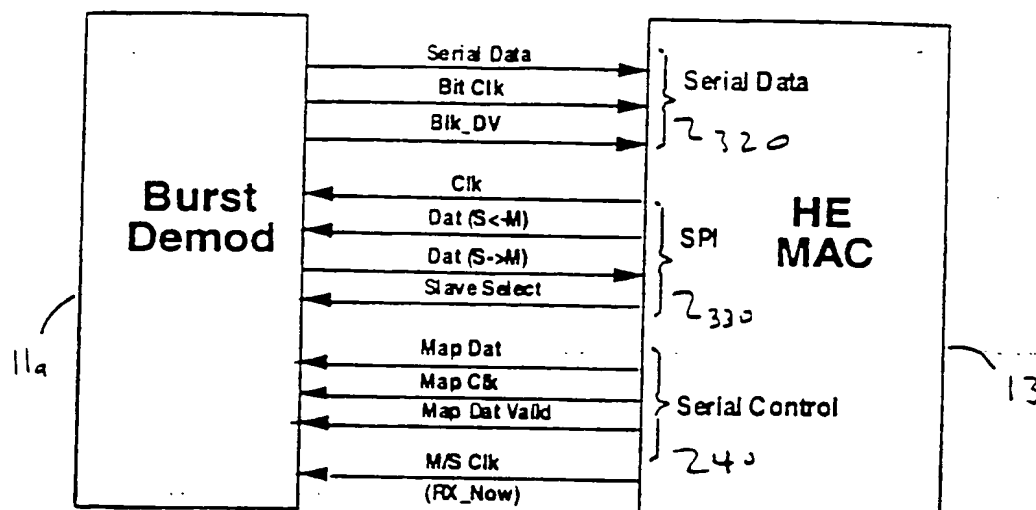 Serial Data
Bit Clk
Blk_DV
Serial Data
320
Clk
Dat (S<-M)
Dat (S->M)
Slave Select
SPI
330
Burst
Demod
HE
MAC
11a
13
Map Dat
Map Clk
Map Dat Valid
Serial Control
240
M/S Clk
(RX_Now)